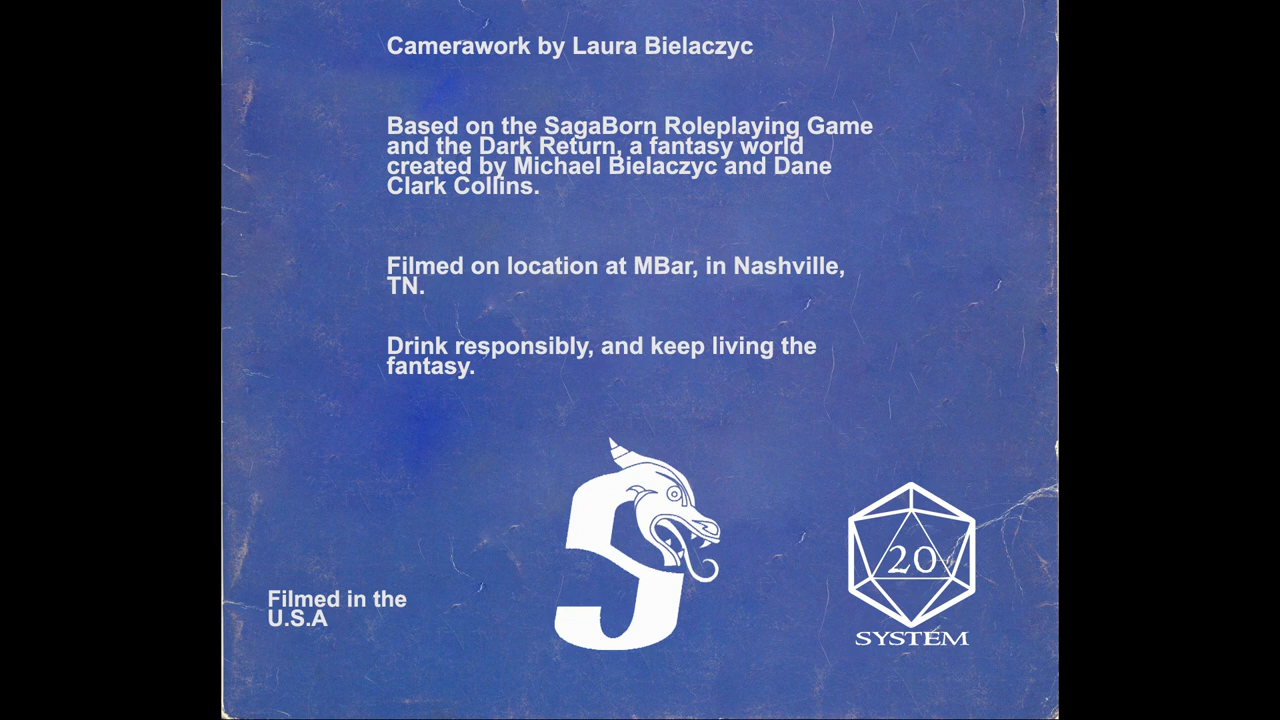 Camerawork by Laura Bielaczyc
Based on the SagaBorn Roleplaying Game
and the Dark Return, a fantasy world
created by Michael Bielaczyc and Dane
Clark Collins.
Filmed on location at MBar, in Nashville,
TN.
Drink responsibly, and keep living the
fantasy.
S
20
SYSTEM
Filmed in the
U.S.A